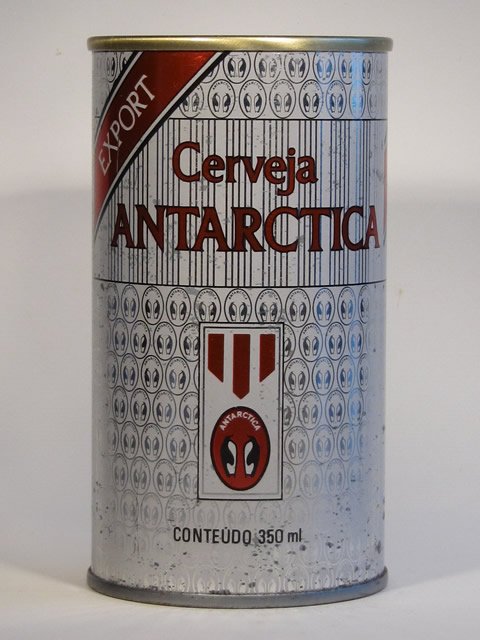 EXPORT
Cerveja
ANTARCTICA
ANTARCTICA
CONTEÚDO 350 ml